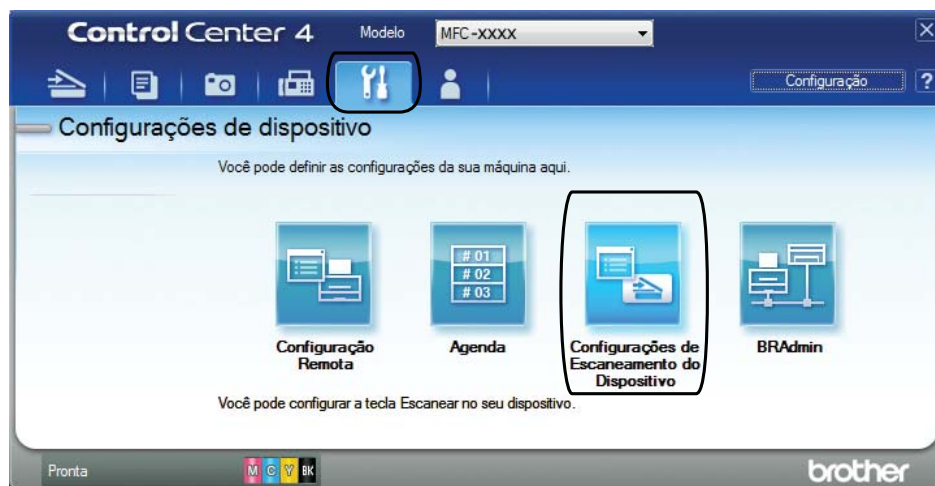 Control Center 4
Modelo
MFC-XXXX
Configuração
?
Configurações de dispositivo
Você pode definir as configurações da sua máquina aqui.
# 01
# 02
# 03
Configuração
Remota
Agenda
Configurações de
Escaneamento do
Dispositivo
BRAdmin
Você pode configurar a tecla Escanear no seu dispositivo.
Pronta
M C Y BK
brother